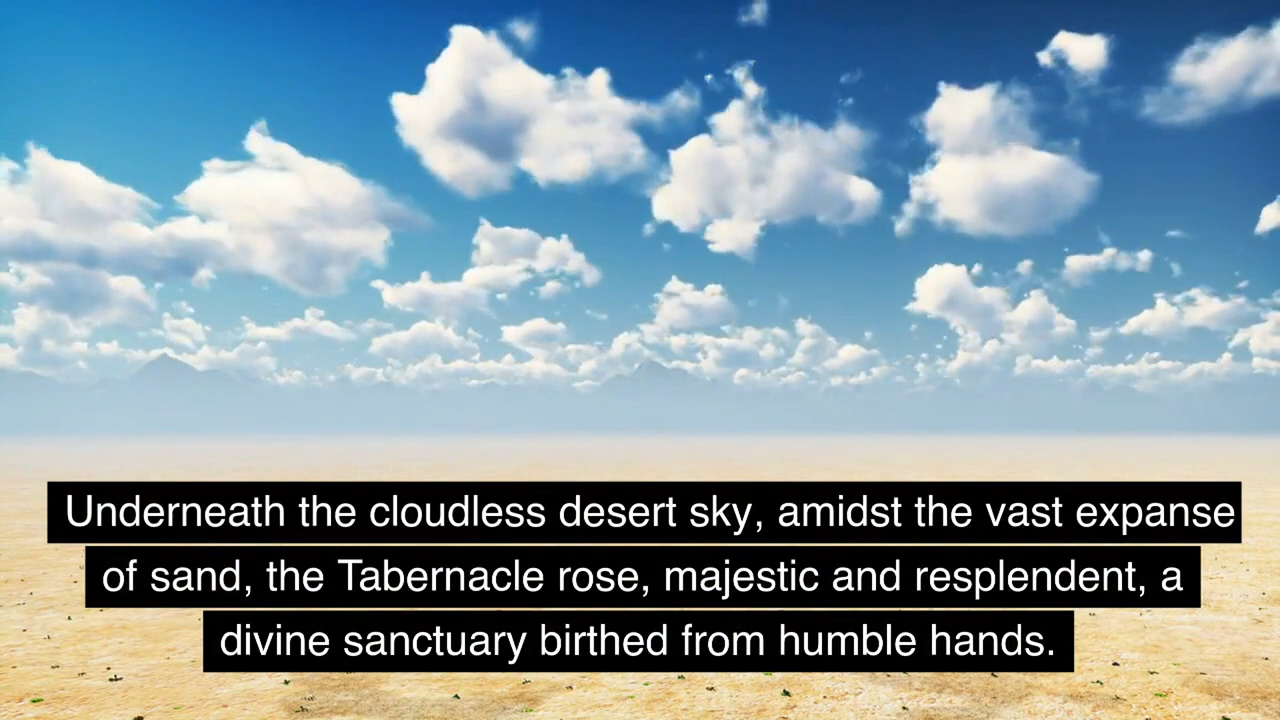 Underneath the cloudless desert sky, amidst the vast expanse
of sand, the Tabernacle rose, majestic and resplendent, a
divine sanctuary birthed from humble hands.